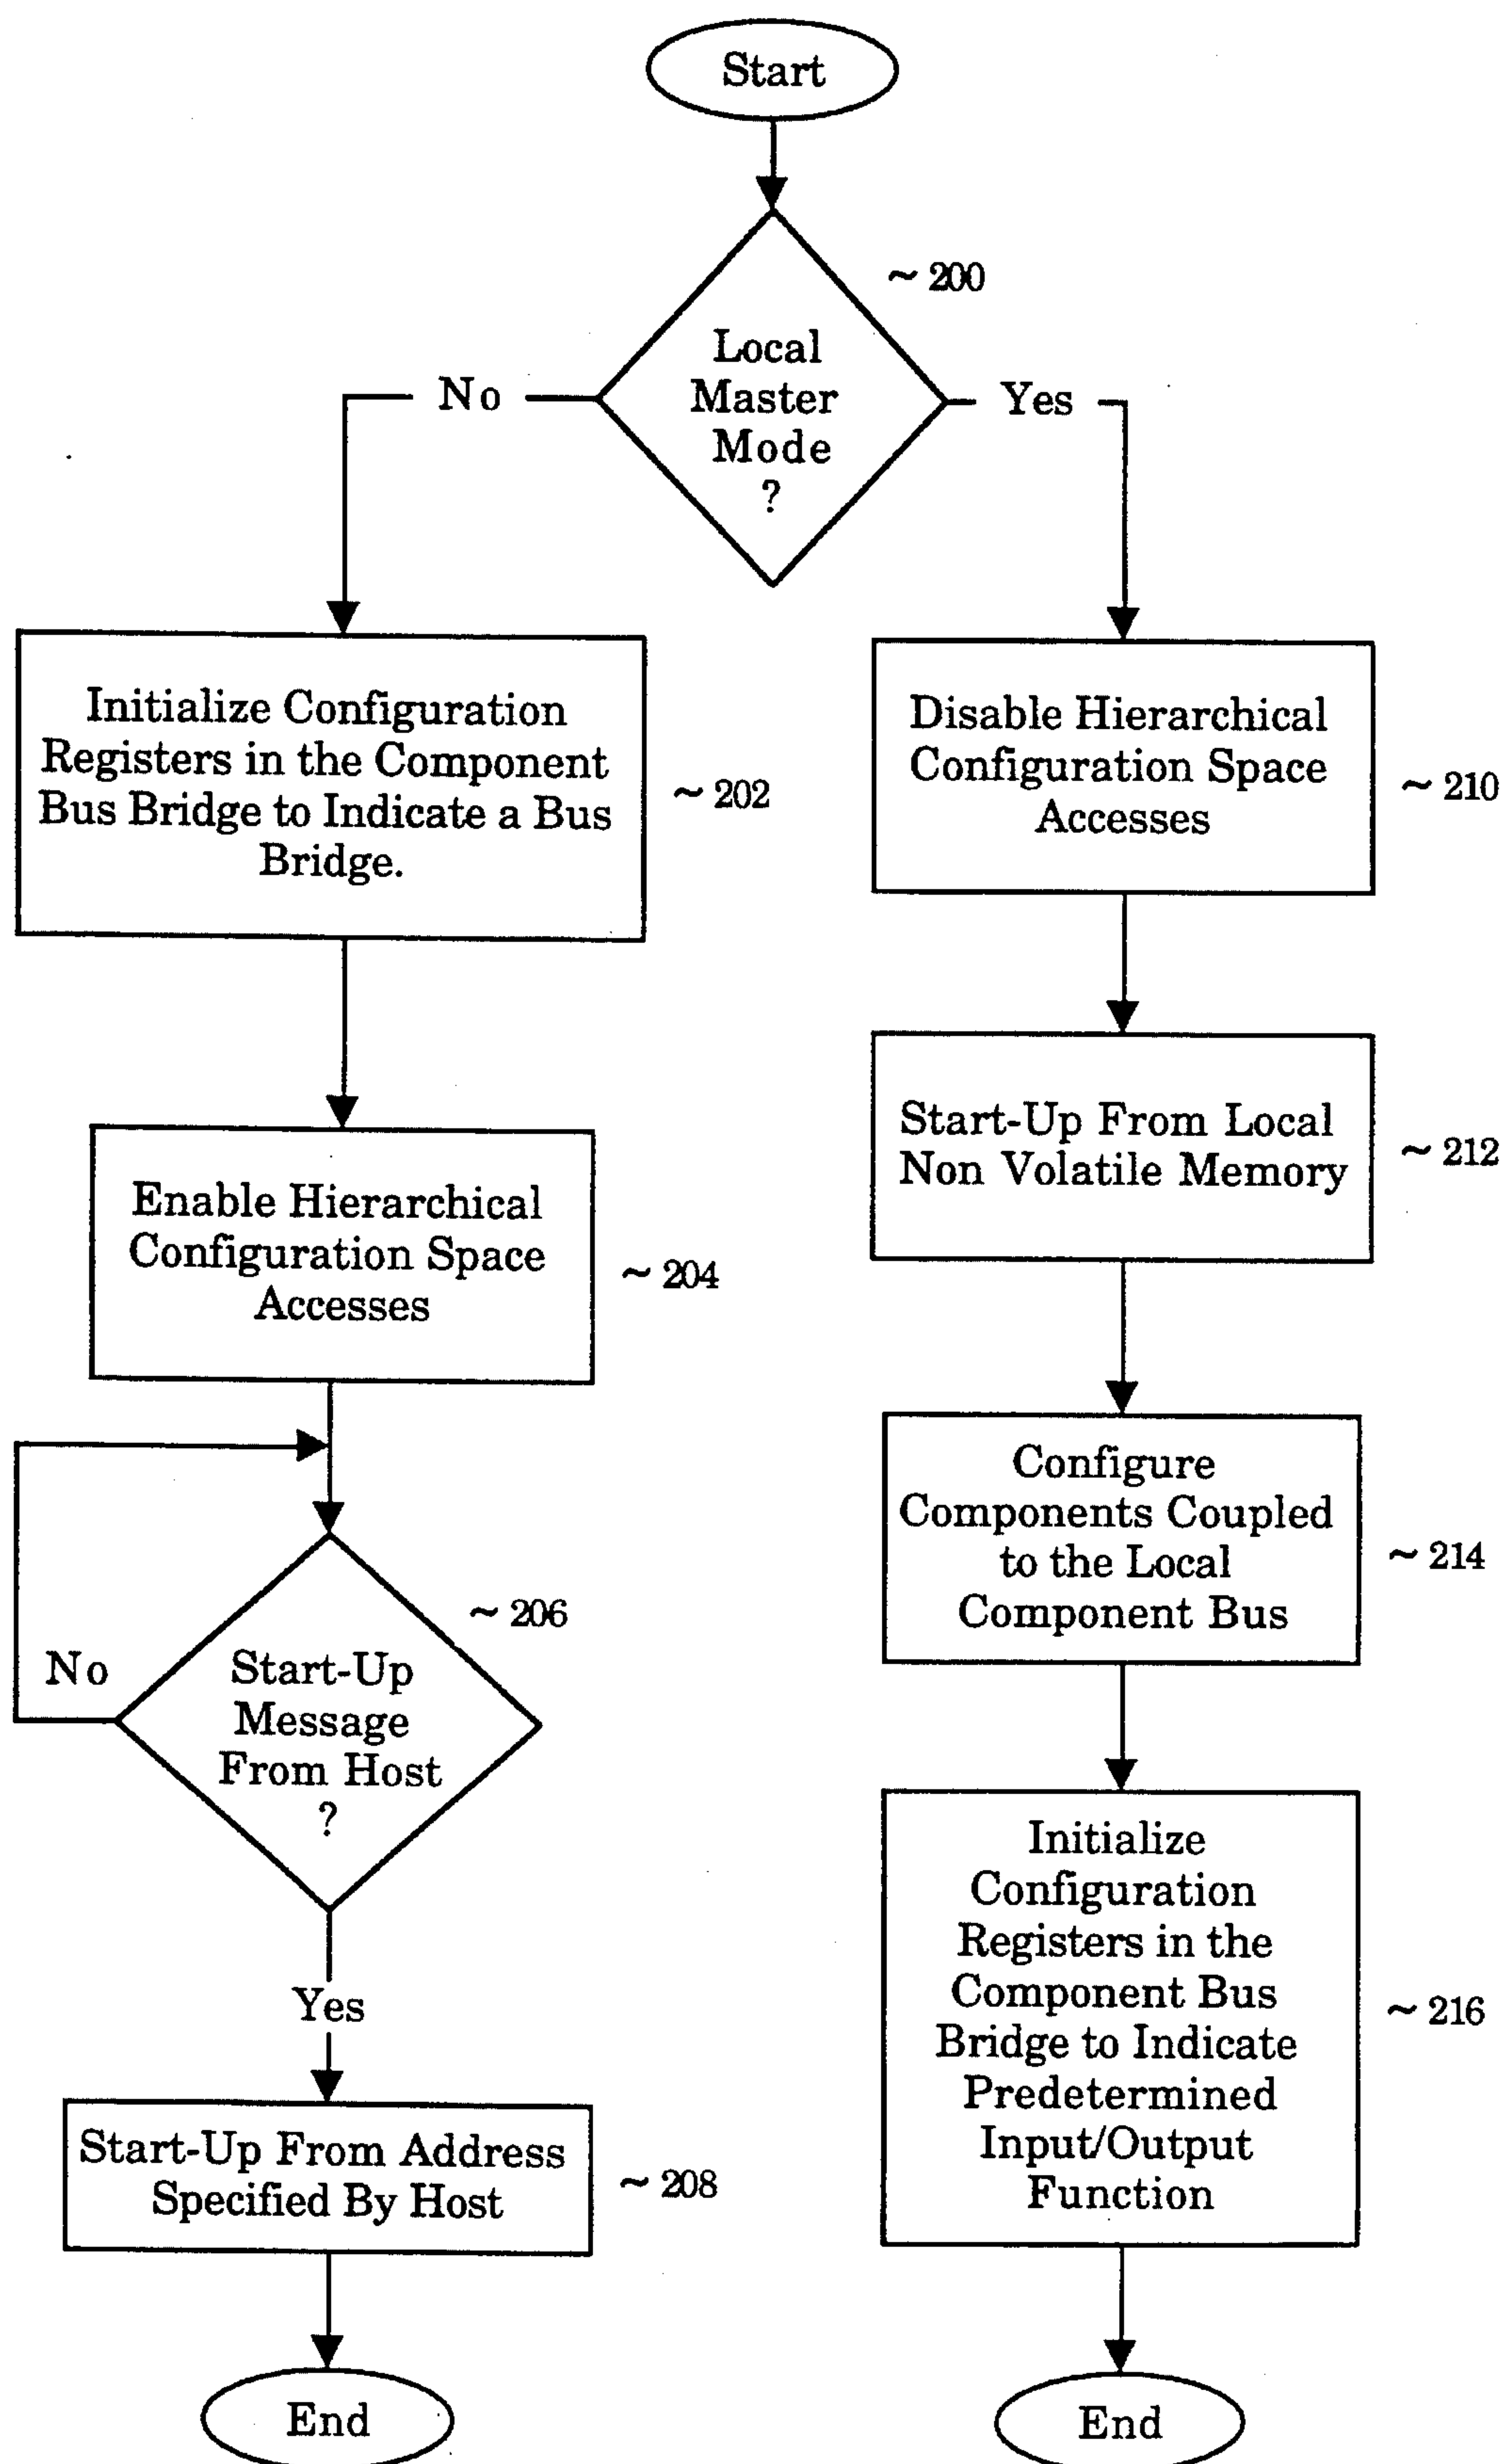 Start
~ 200
Local
Master
Mode
?
No
Yes
Initialize Configuration
Registers in the Component
Bus Bridge to Indicate a Bus
Bridge.
~ 202
Enable Hierarchical
Configuration Space
Accesses
~ 204
~ 206
Start-Up
Message
From Host
?
No
Yes
Start-Up From Address
Specified By Host
~ 208
End
Disable Hierarchical
Configuration Space
Accesses
~ 210
Start-Up From Local
Non Volatile Memory
~ 212
Configure
Components Coupled
to the Local
Component Bus
~ 214
Initialize
Configuration
Registers in the
Component Bus
Bridge to Indicate
Predetermined
Input/Output
Function
~ 216
End